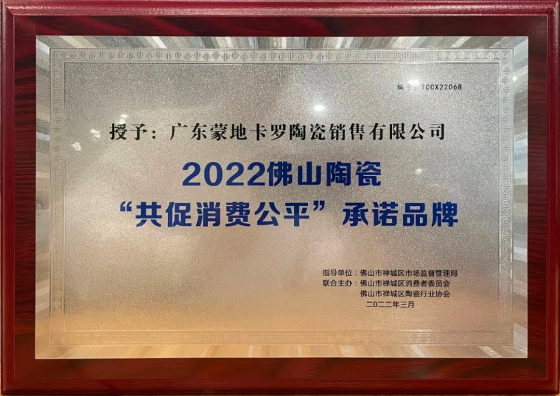 编号：TCCX22068
授予：广东蒙地卡罗陶瓷销售有限公司
2022佛山陶瓷
“共促消费公平”承诺品牌
指导单位：佛山市禅城区市场监督管理局
联合主办：佛山市禅城区消费者委员会
佛山市禅城区陶瓷行业协会
二〇二二年三月